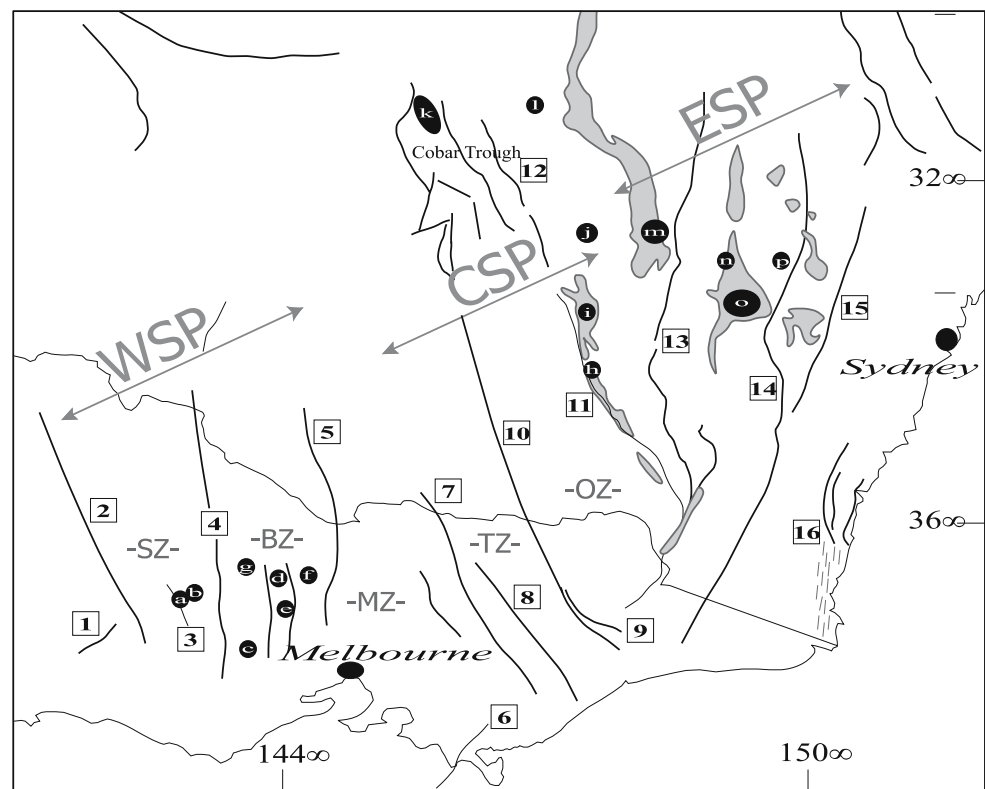 ESP
l
k
Cobar Trough
12
32∞
j
m
CSP
n
p
o
15
i
WSP
13
Sydney
h
14
11
5
10
7
2
4
-OZ-
36∞
16
-SZ-
-BZ-
-TZ-
g
d
f
a
b
e
-MZ-
8
1
3
9
c
Melbourne
6
144∞
150∞